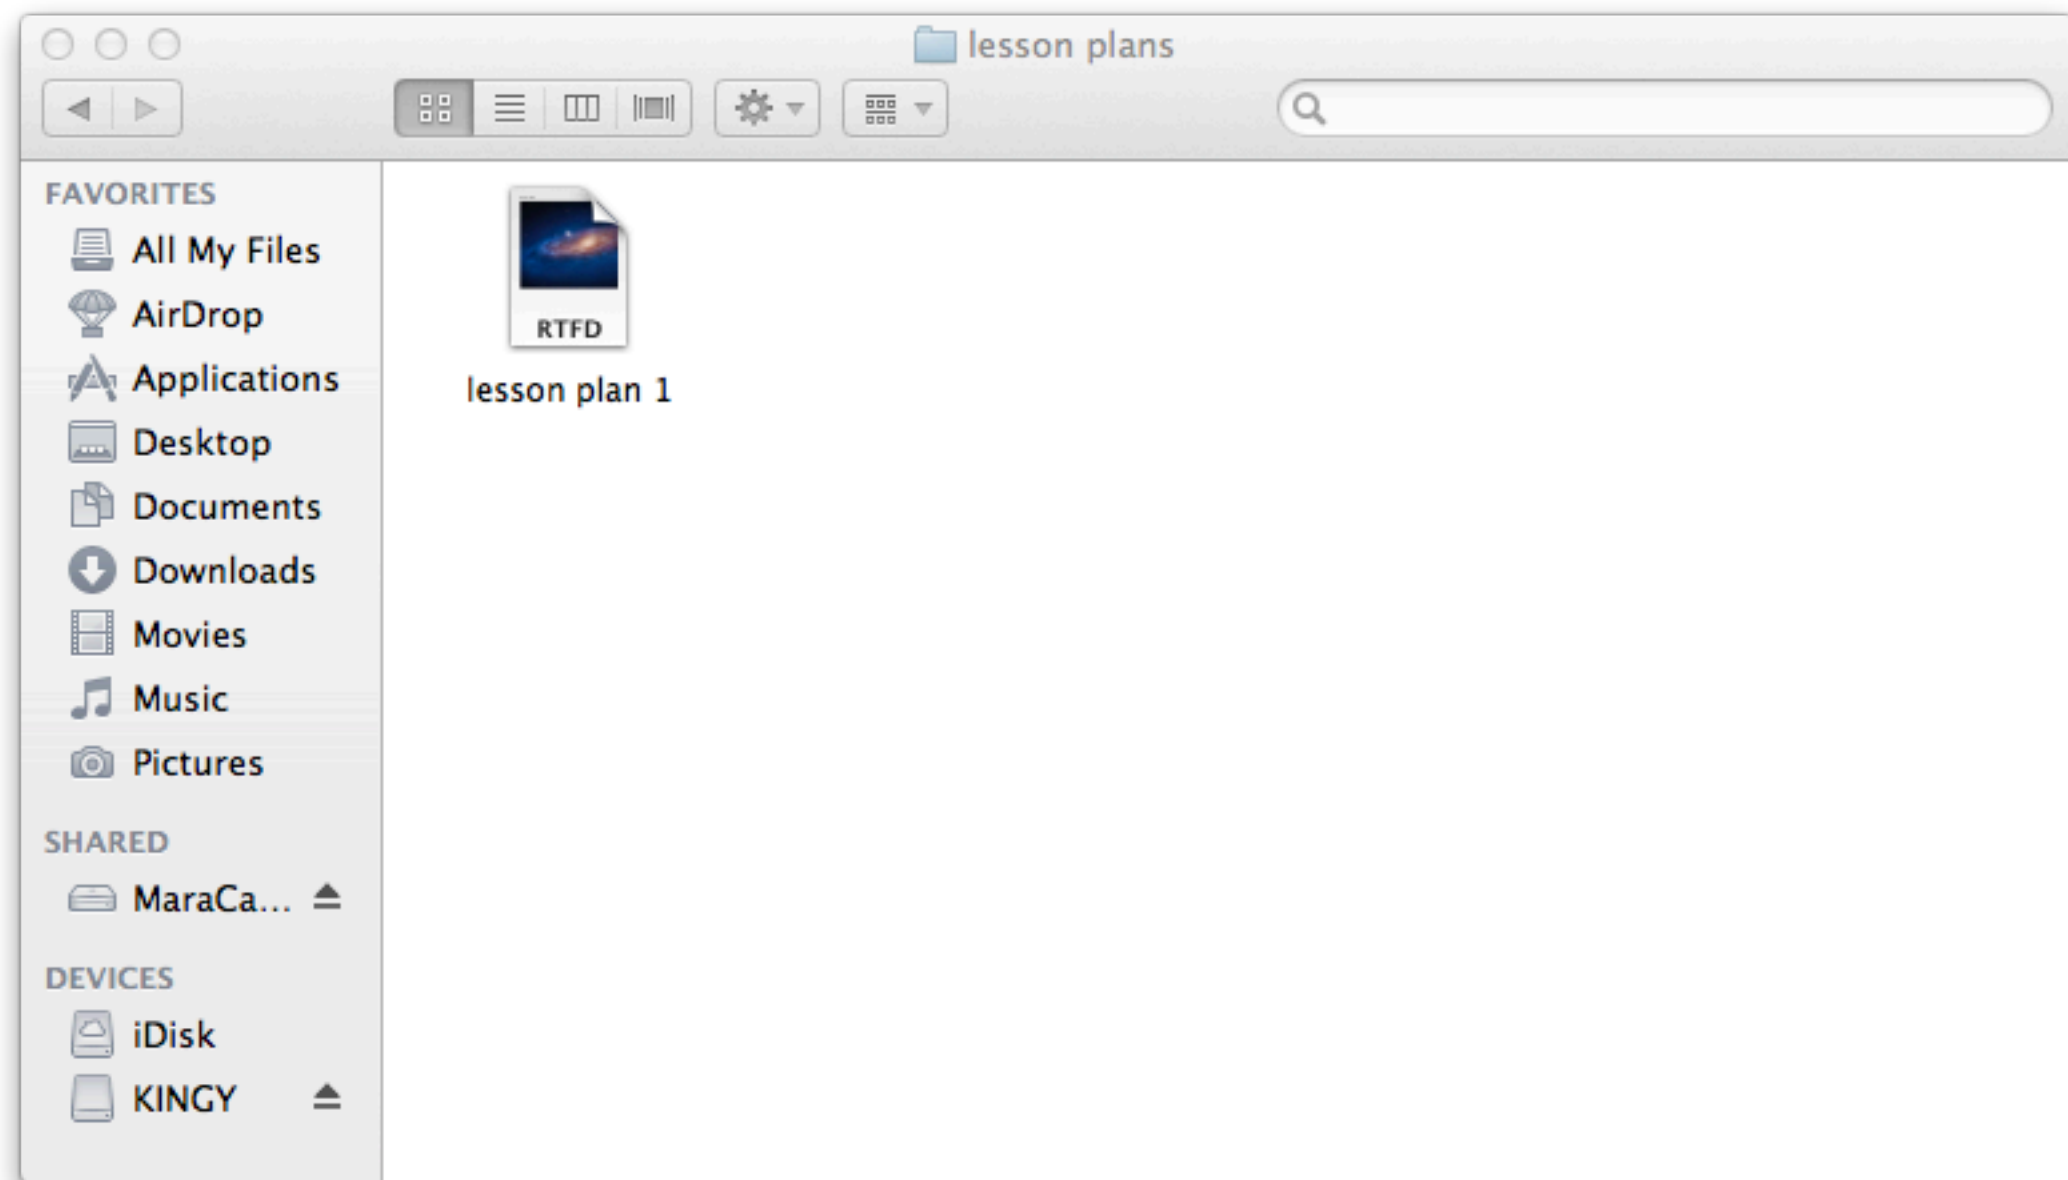 lesson plans
FAVORITES
All My Files
AirDrop
Applications
Desktop
Documents
Downloads
Movies
Music
Pictures
SHARED
MaraCa...
DEVICES
iDisk
KINGY
RTFD
lesson plan 1